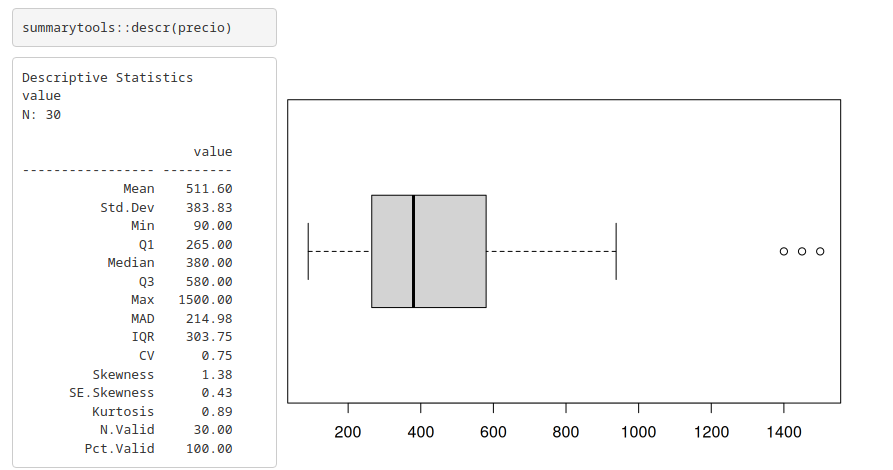 summarytools::descr(precio)
Descriptive Statistics
value
N: 30
value
----------------- ---------
Mean 511.60
Std.Dev 383.83
Min 90.00
Q1 265.00
Median 380.00
Q3 580.00
Max 1500.00
MAD 214.98
IQR 303.75
CV 0.75
Skewness 1.38
SE.Skewness 0.43
Kurtosis 0.89
N.Valid 30.00
Pct.Valid 100.00
200 400 600 800 1000 1200 1400